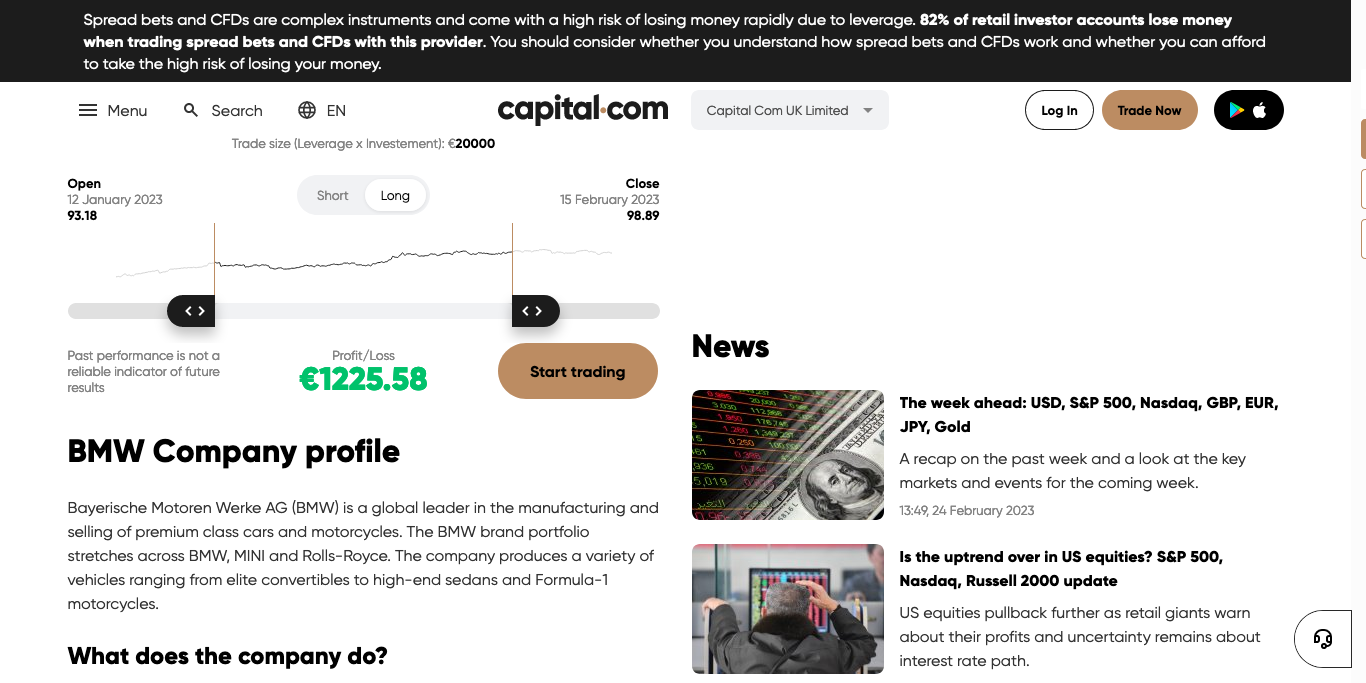 Spread bets and CFDs are complex instruments and come with a high risk of losing money rapidly due to leverage. 82% of retail investor accounts lose money
when trading spread bets and CFDs with this provider. You should consider whether you understand how spread bets and CFDs work and whether you can afford
to take the high risk of losing your money.
Menu
Search
EN
capital.com
Capital Com UK Limited
Log In
Trade Now
Trade size (Leverage x Investement): €20000
Open
12 January 2023
93.18
Short
Long
Close
15 February 2023
98.89
Past performance is not a
reliable indicator of future
results
Profit/Loss
€1225.58
Start trading
BMW Company profile
Bayerische Motoren Werke AG (BMW) is a global leader in the manufacturing and
selling of premium class cars and motorcycles. The BMW brand portfolio
stretches across BMW, MINI and Rolls-Royce. The company produces a variety of
vehicles ranging from elite convertibles to high-end sedans and Formula-1
motorcycles.
What does the company do?
News
The week ahead: USD, S&P 500, Nasdaq, GBP, EUR,
JPY, Gold
A recap on the past week and a look at the key
markets and events for the coming week.
13:49, 24 February 2023
Is the uptrend over in US equities? S&P 500,
Nasdaq, Russell 2000 update
US equities pullback further as retail giants warn
about their profits and uncertainty remains about
interest rate path.